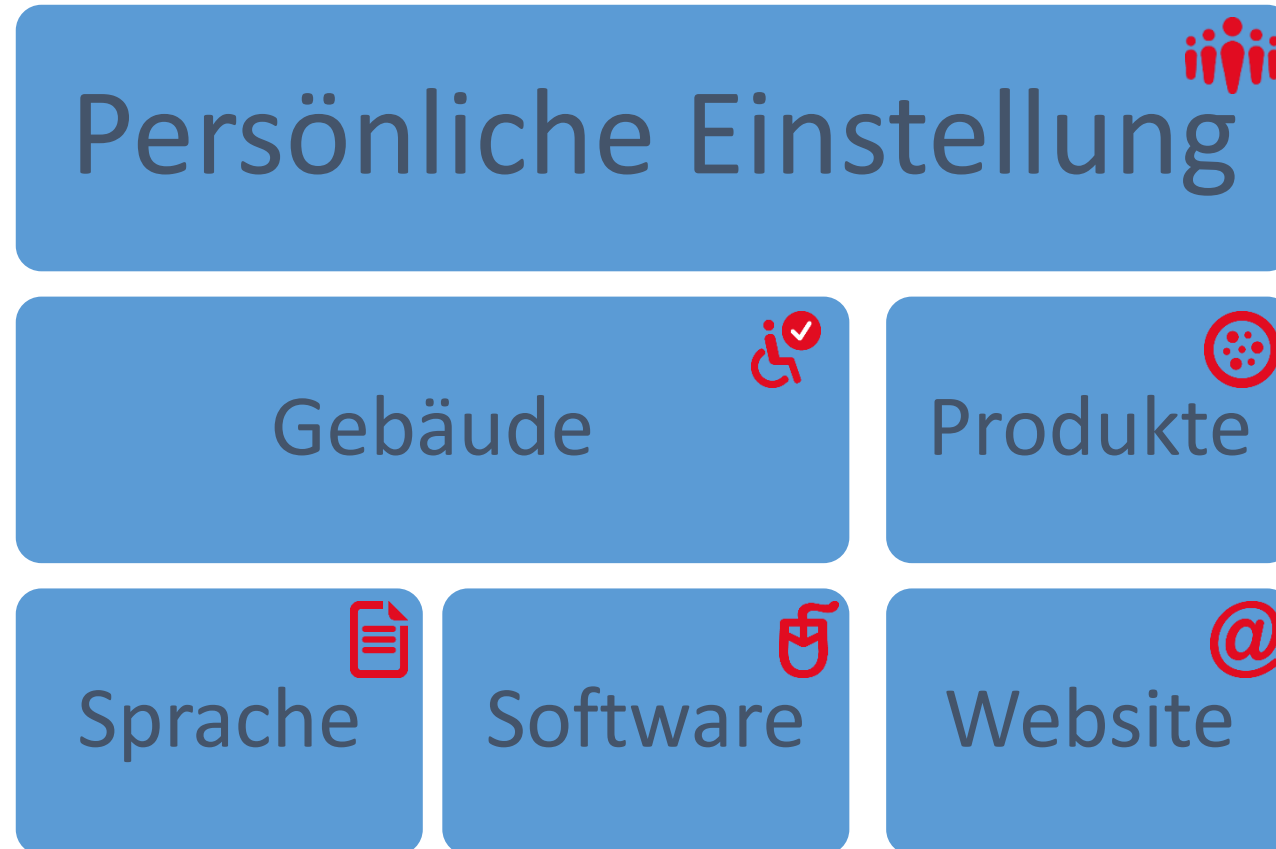 Persönliche Einstellung
Gebäude
Produkte
Sprache
Software
Website